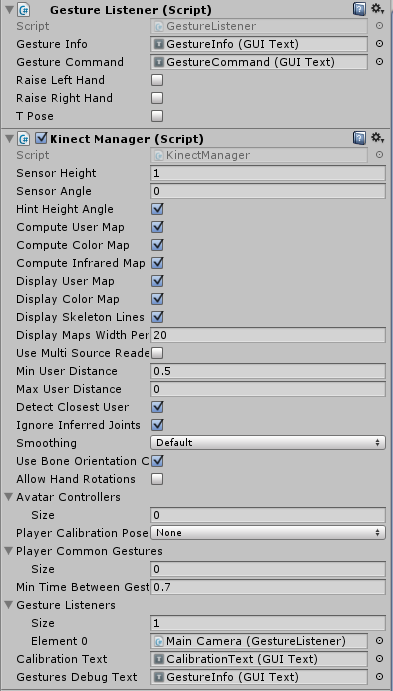 Gesture Listener (Script)
Script GestureListener
Gesture Info GestureInfo (GUI Text)
Gesture Command GestureCommand (GUI Text)
Raise Left Hand
Raise Right Hand
T Pose
Kinect Manager (Script)
Script KinectManager
Sensor Height 1
Sensor Angle 0
Hint Height Angle
Compute User Map
Compute Color Map
Compute Infrared Map
Display User Map
Display Color Map
Display Skeleton Lines
Display Maps Width Per 20
Use Multi Source Reade
Min User Distance 0.5
Max User Distance 0
Detect Closest User
Ignore Inferred Joints
Smoothing Default
Use Bone Orientation C
Allow Hand Rotations
Avatar Controllers
Size 0
Player Calibration Pose None
Player Common Gestures
Size 0
Min Time Between Gest 0.7
Gesture Listeners
Size 1
Element 0 Main Camera (GestureListener)
Calibration Text CalibrationText (GUI Text)
Gestures Debug Text GestureInfo (GUI Text)